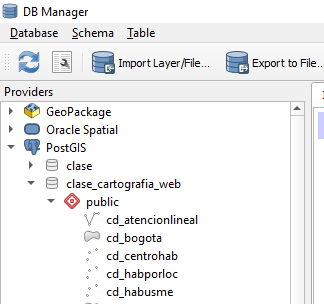 DB Manager
Database Schema Table
Import Layer/File... Export to File...
Providers
GeoPackage
Oracle Spatial
PostGIS
clase
clase_cartografia_web
public
cd_atencionlineal
cd_bogota
cd_centrohab
cd_habporloc
cd_habusme